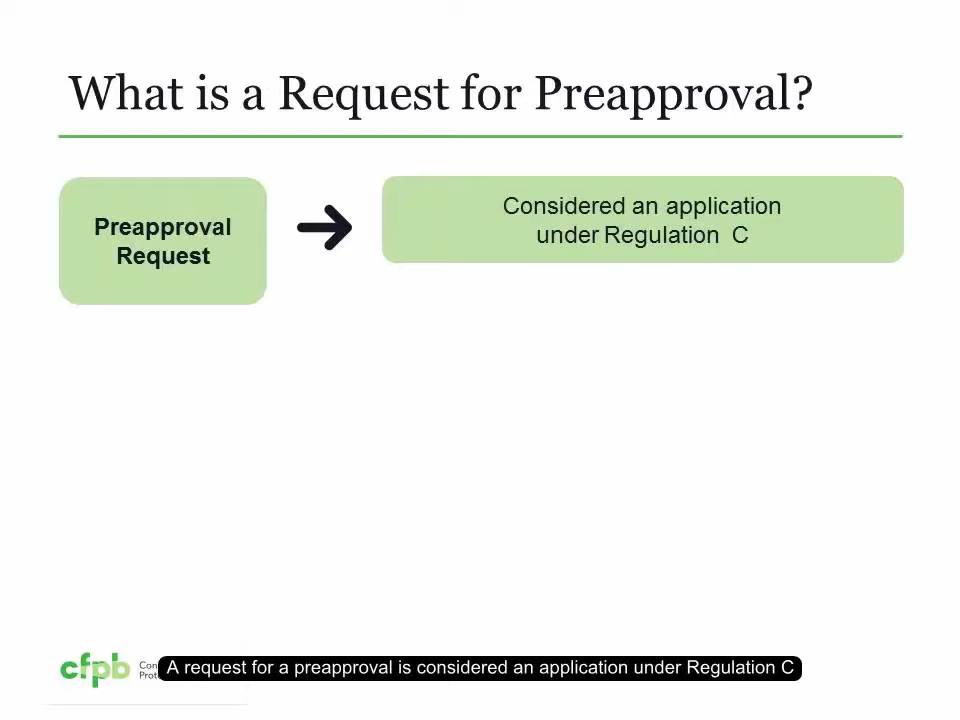 What is a Request for Preapproval?
Preapproval
Request
Considered an application
under Regulation C
cfpb
A request for a preapproval is considered an application under Regulation C